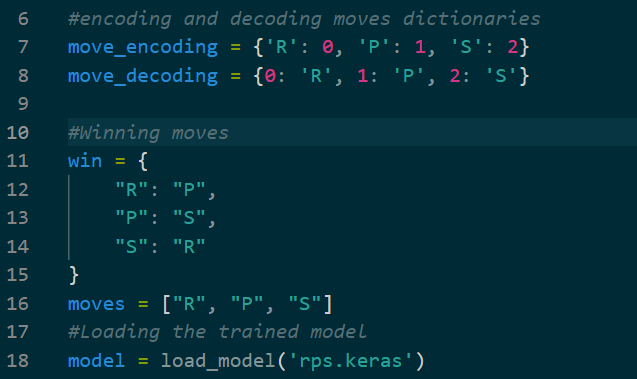 6 #encoding and decoding moves dictionaries
7 move_encoding = {'R': 0, 'P': 1, 'S': 2}
8 move_decoding = {0: 'R', 1: 'P', 2: 'S'}
9
10 #Winning moves
11 win = {
12     "R": "P",
13     "P": "S",
14     "S": "R"
15 }
16 moves = ["R", "P", "S"]
17 #Loading the trained model
18 model = load_model('rps.keras')